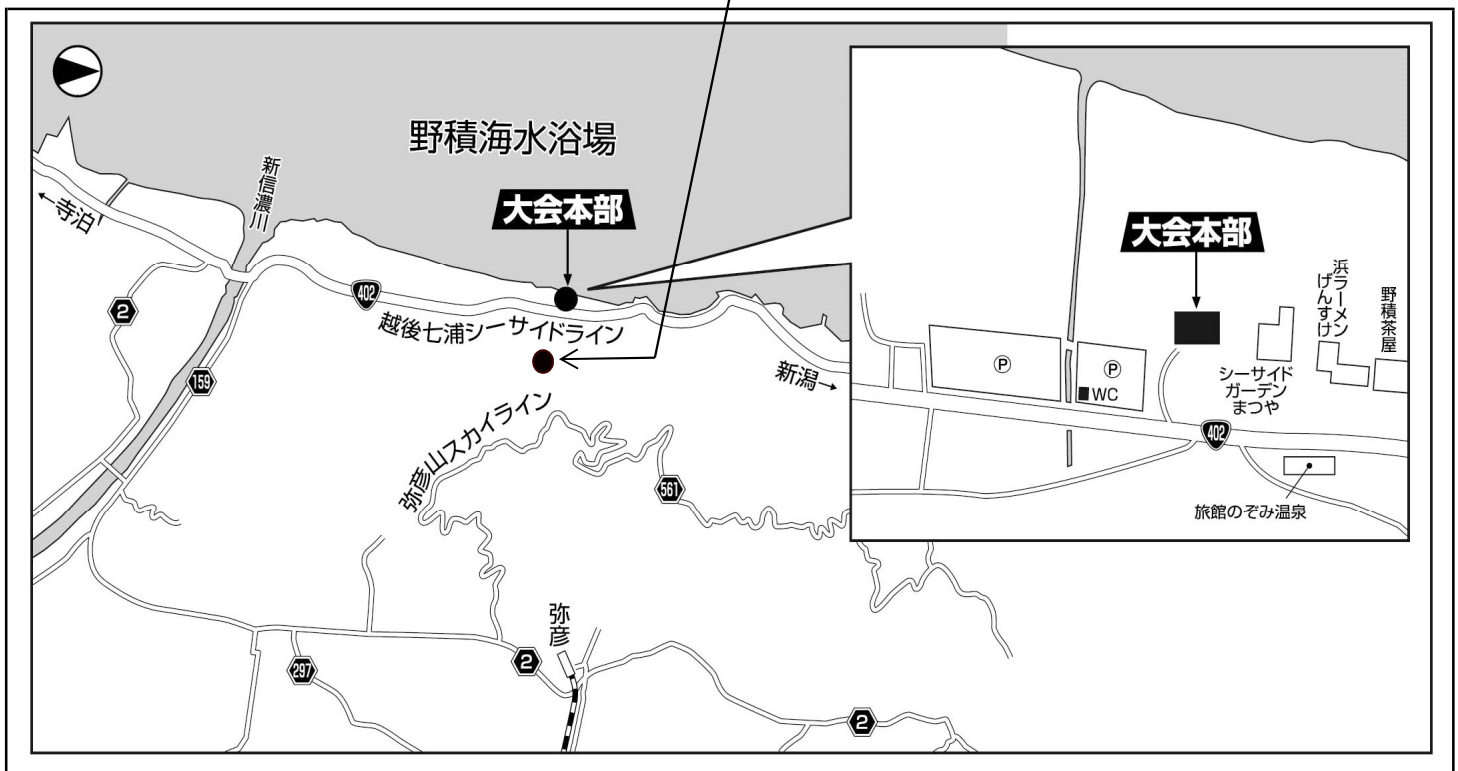 野積海水浴場
大会本部
新信濃川
←寺泊
2
402
越後七浦シーサイドライン
159
新潟→
弥彦山スカイライン
561
弥彦
2
297
2
大会本部
浜ラーメン
げんすけ
野積茶屋
P
P
WC
シーサイド
ガーデン
まつや
402
旅館のぞみ温泉